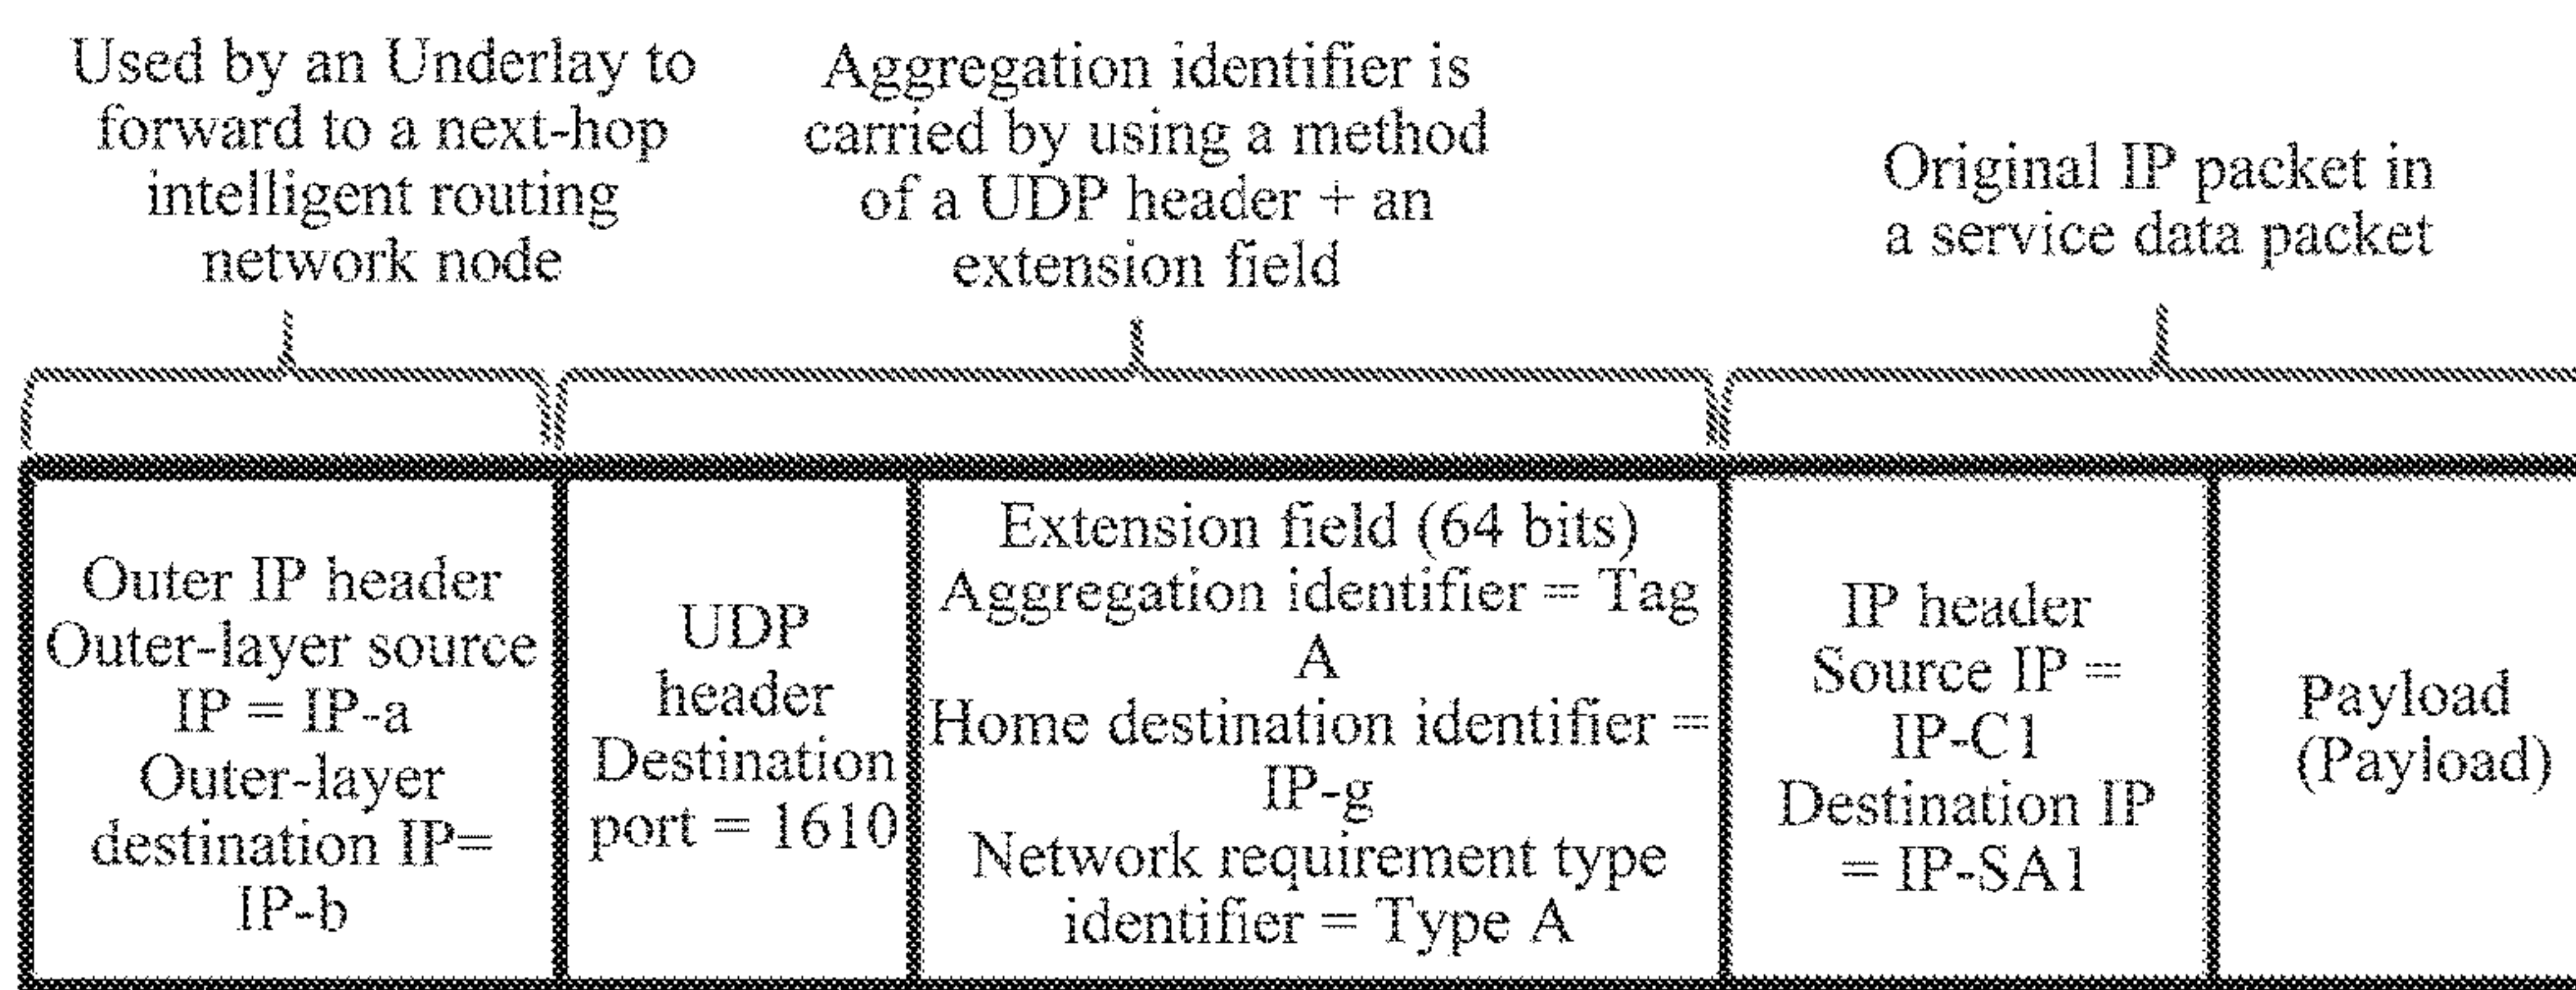 Used by an Underlay to
forward to a next-hop
intelligent routing
network node
Aggregation identifier is
carried by using a method
of a UDP header + an
extension field
Original IP packet in
a service data packet
Outer IP header
Outer-layer source
IP = IP-a
Outer-layer
destination IP=
IP-b
UDP
header
Destination
port = 1610
Extension field (64 bits)
Aggregation identifier = Tag
A
Home destination identifier =
IP-g
Network requirement type
identifier = Type A
IP header
Source IP =
IP-C1
Destination IP
= IP-SA1
Payload
(Payload)